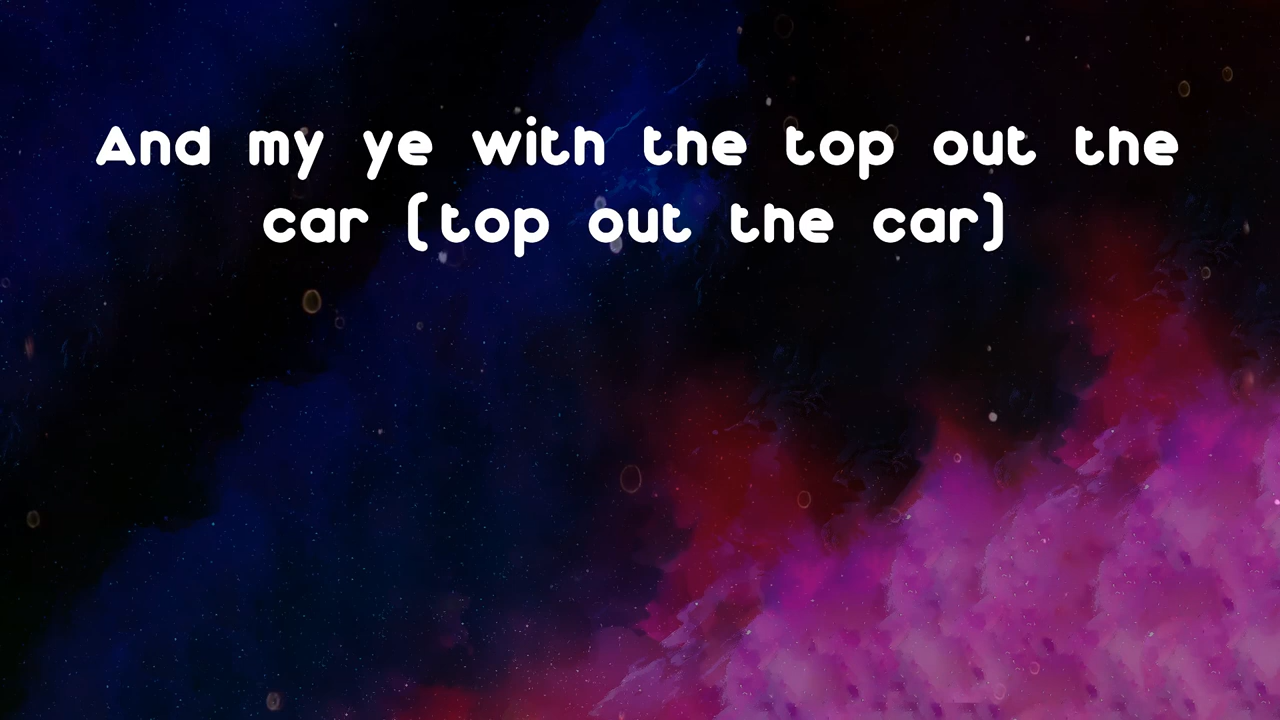 And my ye with the top out the
car (top out the car)